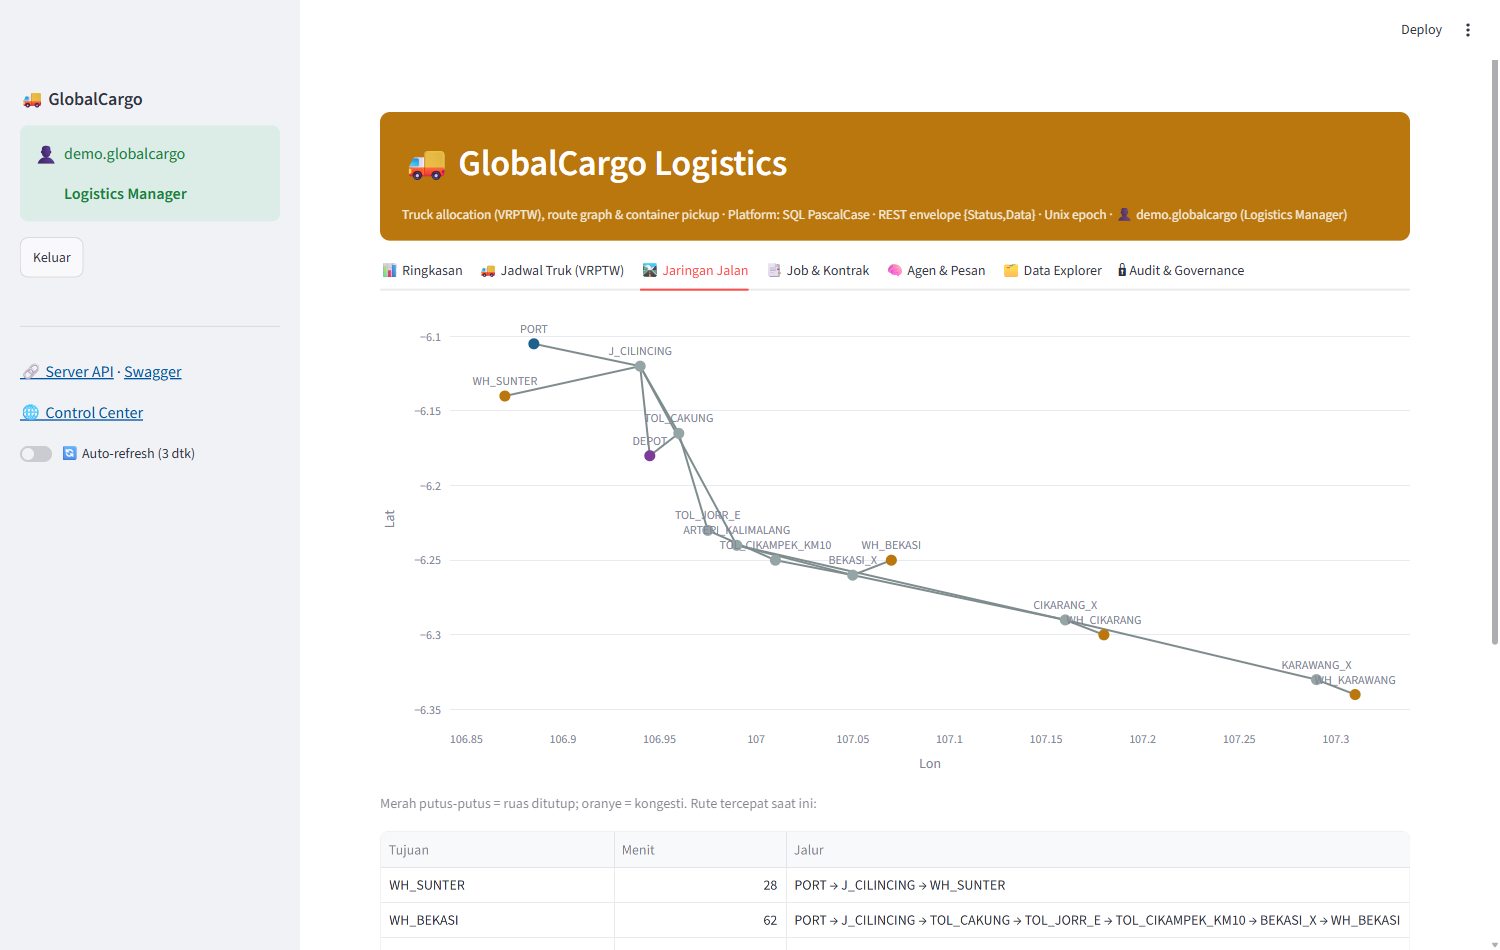 Deploy
GlobalCargo
demo.globalcargo
Logistics Manager
Keluar
Server API · Swagger
Control Center
Auto-refresh (3 dtk)
GlobalCargo Logistics
Truck allocation (VRPTW), route graph & container pickup · Platform: SQL PascalCase · REST envelope {Status,Data} · Unix epoch · demo.globalcargo (Logistics Manager)
Ringkasan
Jadwal Truk (VRPTW)
Jaringan Jalan
Job & Kontrak
Agen & Pesan
Data Explorer
Audit & Governance
PORT
J_CILINCING
WH_SUNTER
TOL_CAKUNG
DEPOT
TOL_JORR_E
ARTERI_KALIMALANG
TOL_CIKAMPEK_KM10
WH_BEKASI
BEKASI_X
CIKARANG_X
WH_CIKARANG
KARAWANG_X
WH_KARAWANG
−6.1
−6.15
−6.2
−6.25
−6.3
−6.35
Lat
106.85 106.9 106.95 107 107.05 107.1 107.15 107.2 107.25 107.3
Lon
Merah putus-putus = ruas ditutup; oranye = kongesti. Rute tercepat saat ini:
Tujuan Menit Jalur
WH_SUNTER 28 PORT → J_CILINCING → WH_SUNTER
WH_BEKASI 62 PORT → J_CILINCING → TOL_CAKUNG → TOL_JORR_E → TOL_CIKAMPEK_KM10 → BEKASI_X → WH_BEKASI